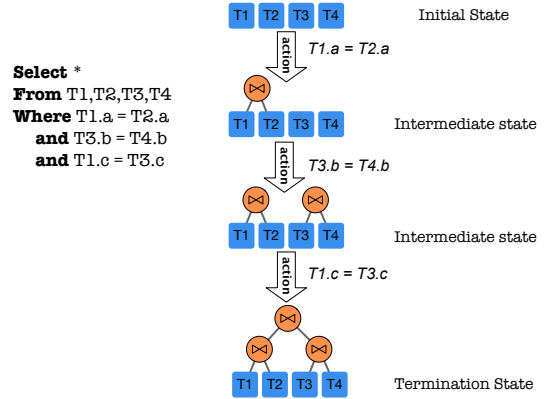 T1 T2 T3 T4
Initial State
action
T1.a = T2.a
Select *
From T1,T2,T3,T4
Where T1.a = T2.a
and T3.b = T4.b
and T1.c = T3.c
⋈
T1 T2 T3 T4
Intermediate state
action
T3.b = T4.b
⋈ ⋈
T1 T2 T3 T4
Intermediate state
action
T1.c = T3.c
⋈
⋈ ⋈
T1 T2 T3 T4
Termination State